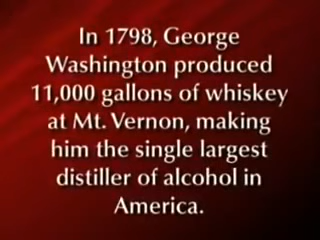 In 1798, George
Washington produced
11,000 gallons of whiskey
at Mt. Vernon, making
him the single largest
distiller of alcohol in
America.